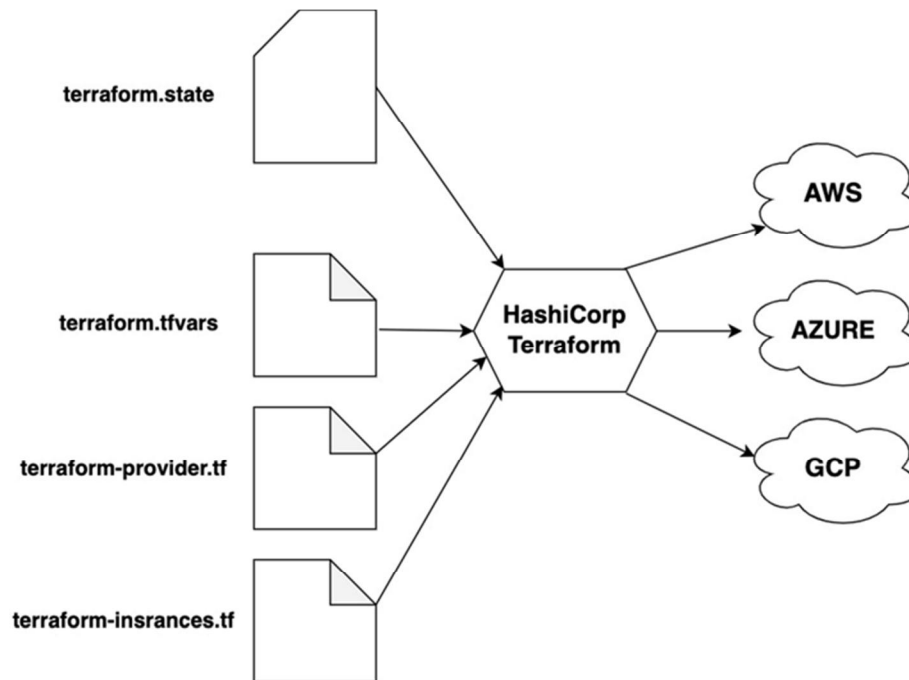 terraform.state
AWS
terraform.tfvars
HashiCorp
Terraform
AZURE
terraform-provider.tf
GCP
terraform-insrances.tf